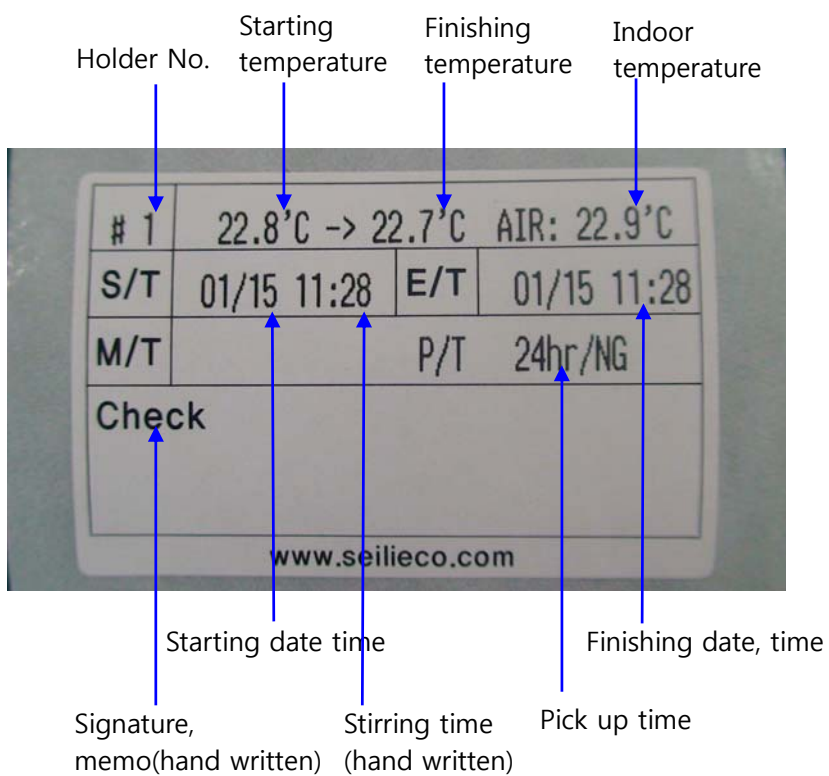 Holder No.
Starting temperature
Finishing temperature
Indoor temperature
# 1 22.8'C -> 22.7'C AIR: 22.9'C
S/T 01/15 11:28 E/T 01/15 11:28
M/T P/T 24hr/NG
Check
www.seilieco.com
Starting date time
Finishing date, time
Signature, memo(hand written)
Stirring time (hand written)
Pick up time